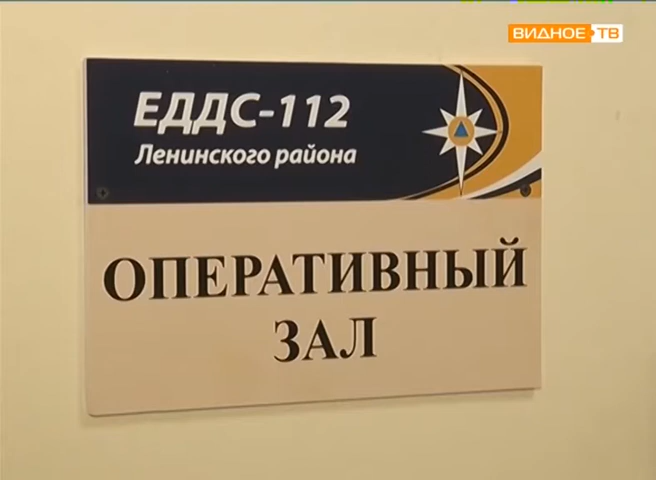 ВИДНОЕ ТВ
ЕДДС-112
Ленинского района
ОПЕРАТИВНЫЙ
ЗАЛ